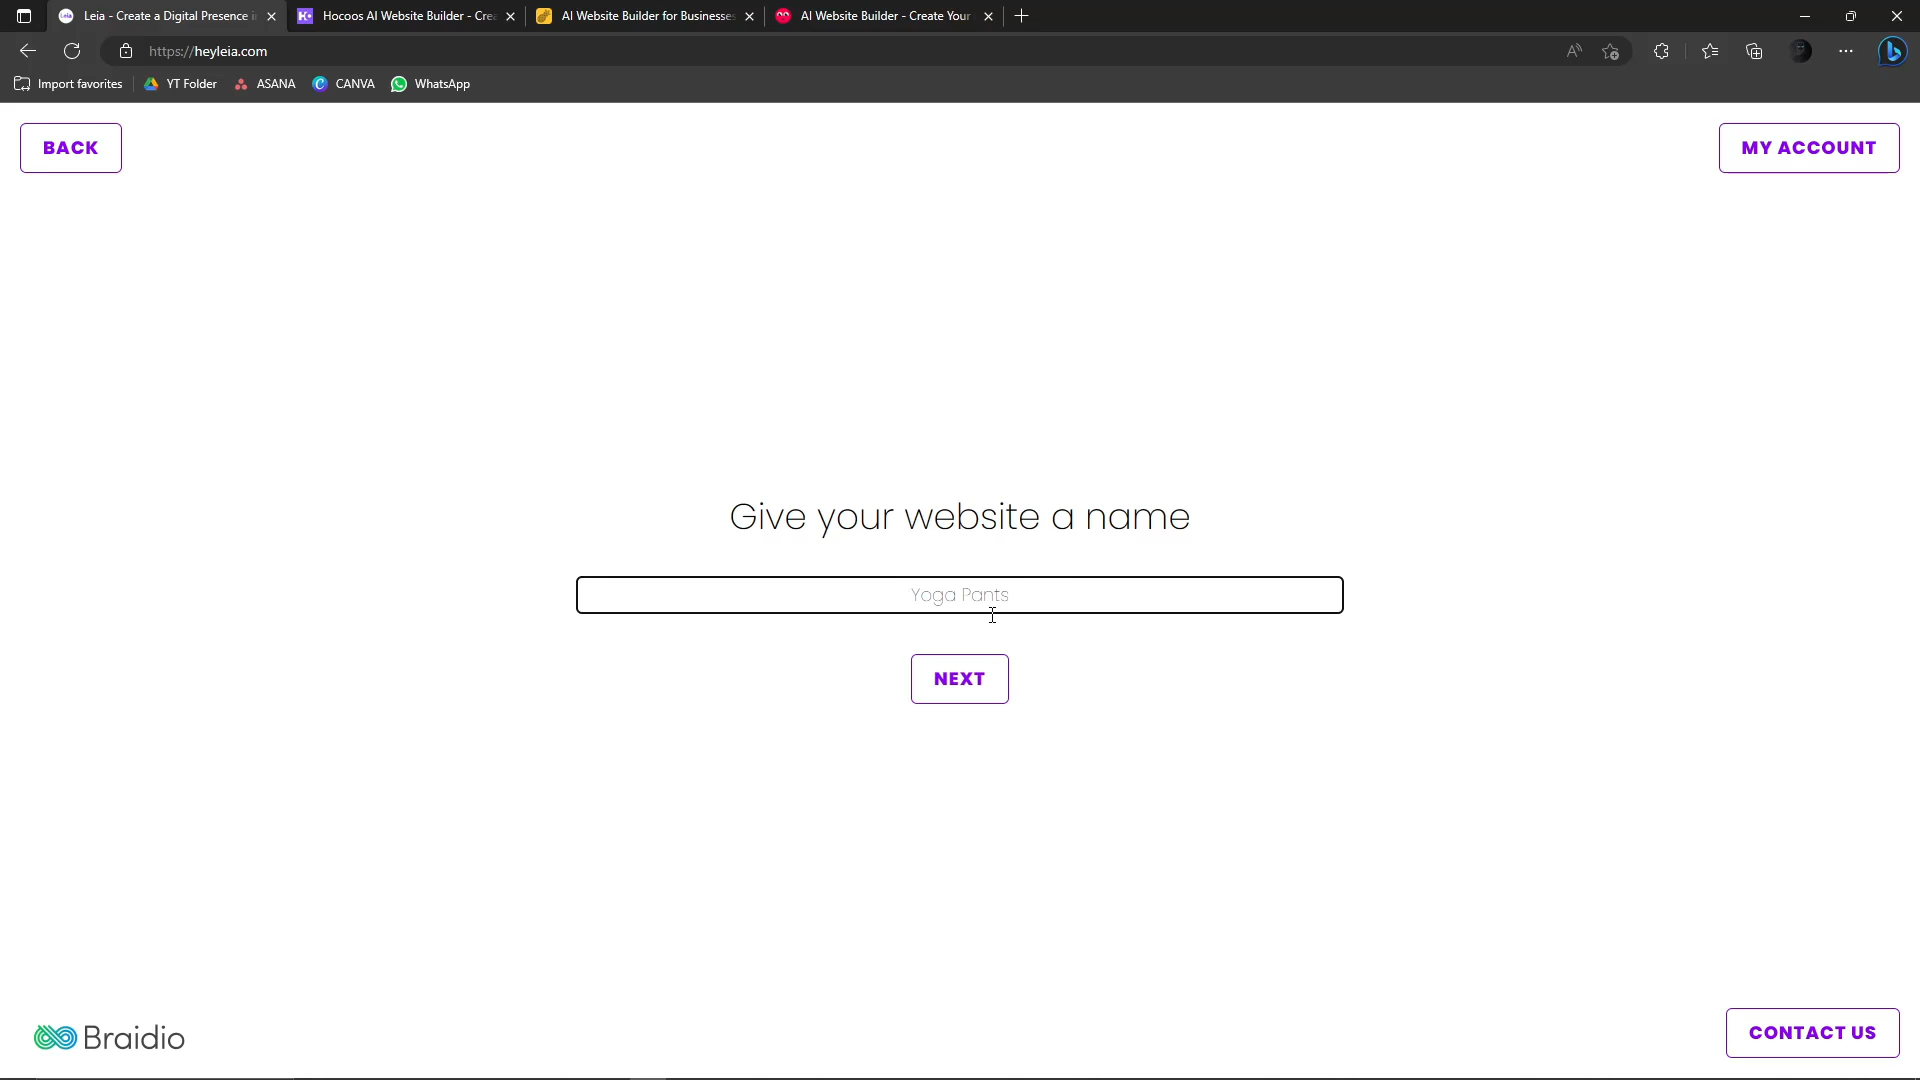 Leia - Create a Digital Presence i
Hocoos AI Website Builder - Crea
AI Website Builder for Businesses
AI Website Builder - Create Your
https://heyleia.com
Import favorites
YT Folder
ASANA
CANVA
WhatsApp
BACK
MY ACCOUNT
Give your website a name
Yoga Pants
NEXT
Braidio
CONTACT US